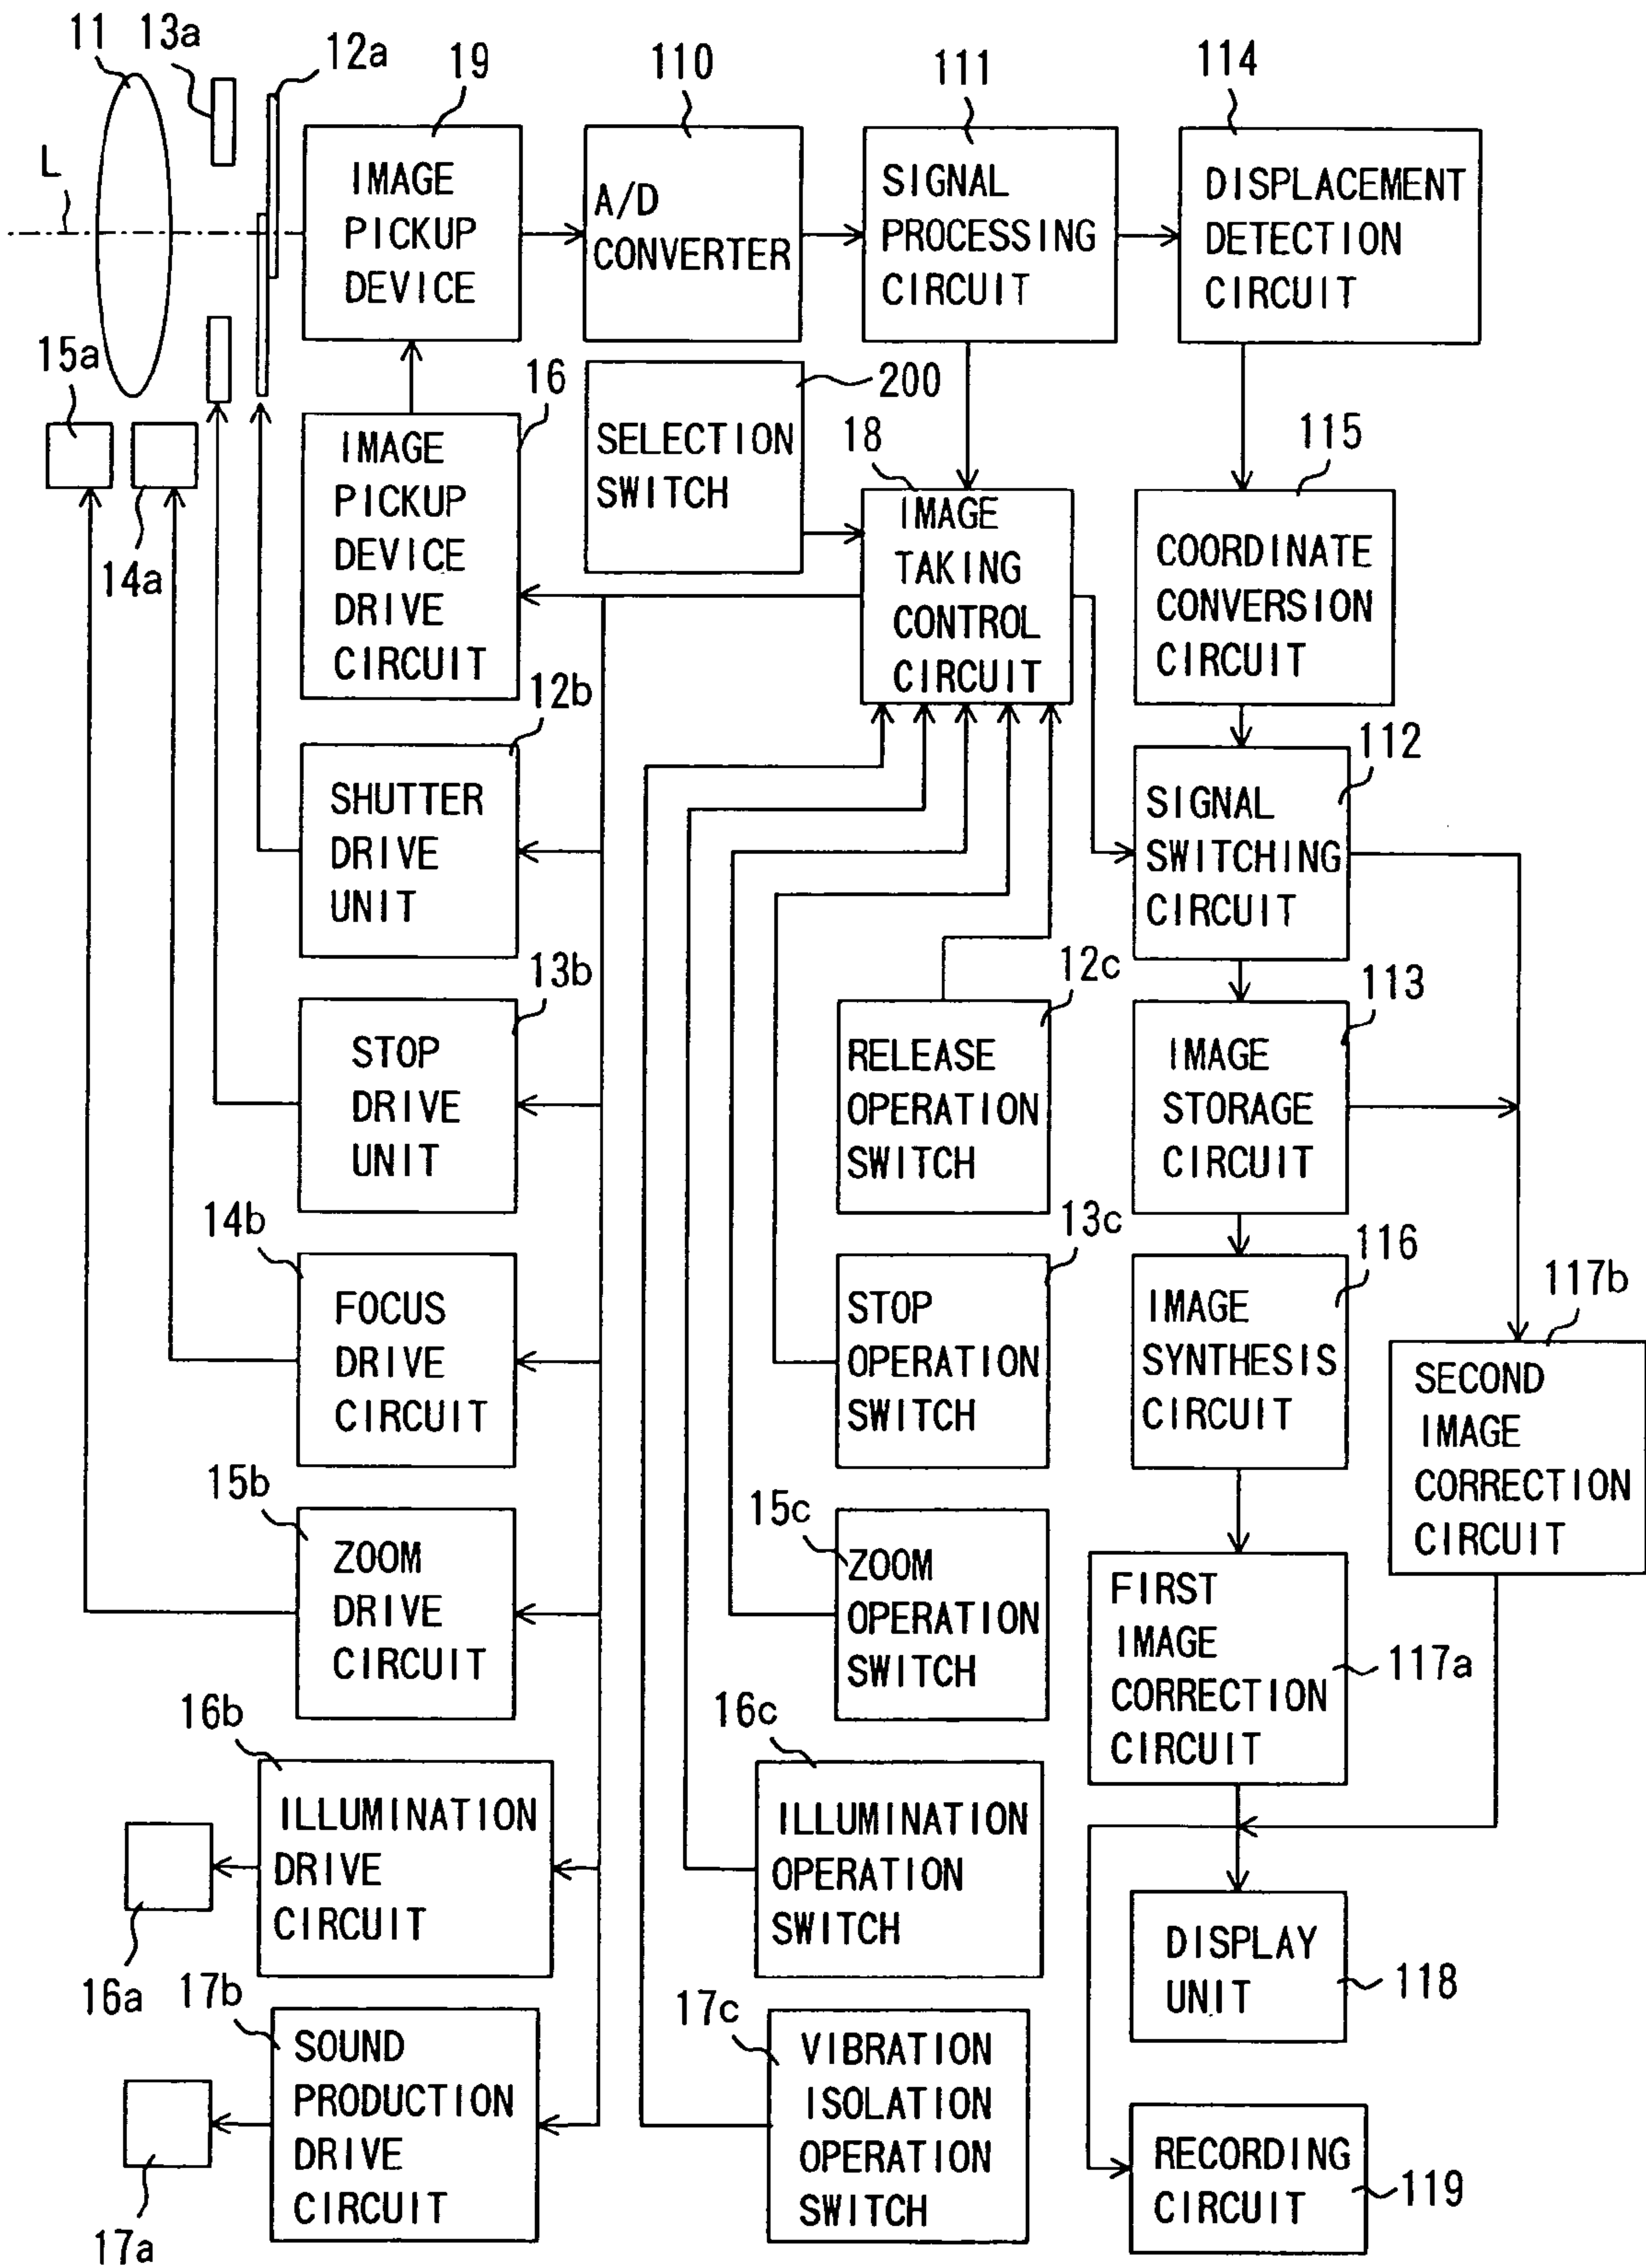 11
13a
12a
19
110
111
114
L
IMAGE
PICKUP
DEVICE
A/D
CONVERTER
SIGNAL
PROCESSING
CIRCUIT
DISPLACEMENT
DETECTION
CIRCUIT
15a
14a
16
IMAGE
PICKUP
DEVICE
DRIVE
CIRCUIT
200
SELECTION
SWITCH
18
IMAGE
TAKING
CONTROL
CIRCUIT
115
COORDINATE
CONVERSION
CIRCUIT
12b
SHUTTER
DRIVE
UNIT
112
SIGNAL
SWITCHING
CIRCUIT
13b
STOP
DRIVE
UNIT
12c
RELEASE
OPERATION
SWITCH
113
IMAGE
STORAGE
CIRCUIT
14b
FOCUS
DRIVE
CIRCUIT
13c
STOP
OPERATION
SWITCH
116
IMAGE
SYNTHESIS
CIRCUIT
117b
SECOND
IMAGE
CORRECTION
CIRCUIT
15b
ZOOM
DRIVE
CIRCUIT
15c
ZOOM
OPERATION
SWITCH
FIRST
IMAGE
CORRECTION
CIRCUIT
117a
16b
ILLUMINATION
DRIVE
CIRCUIT
16a
16c
ILLUMINATION
OPERATION
SWITCH
DISPLAY
UNIT
118
17b
SOUND
PRODUCTION
DRIVE
CIRCUIT
17a
17c
VIBRATION
ISOLATION
OPERATION
SWITCH
RECORDING
CIRCUIT
119